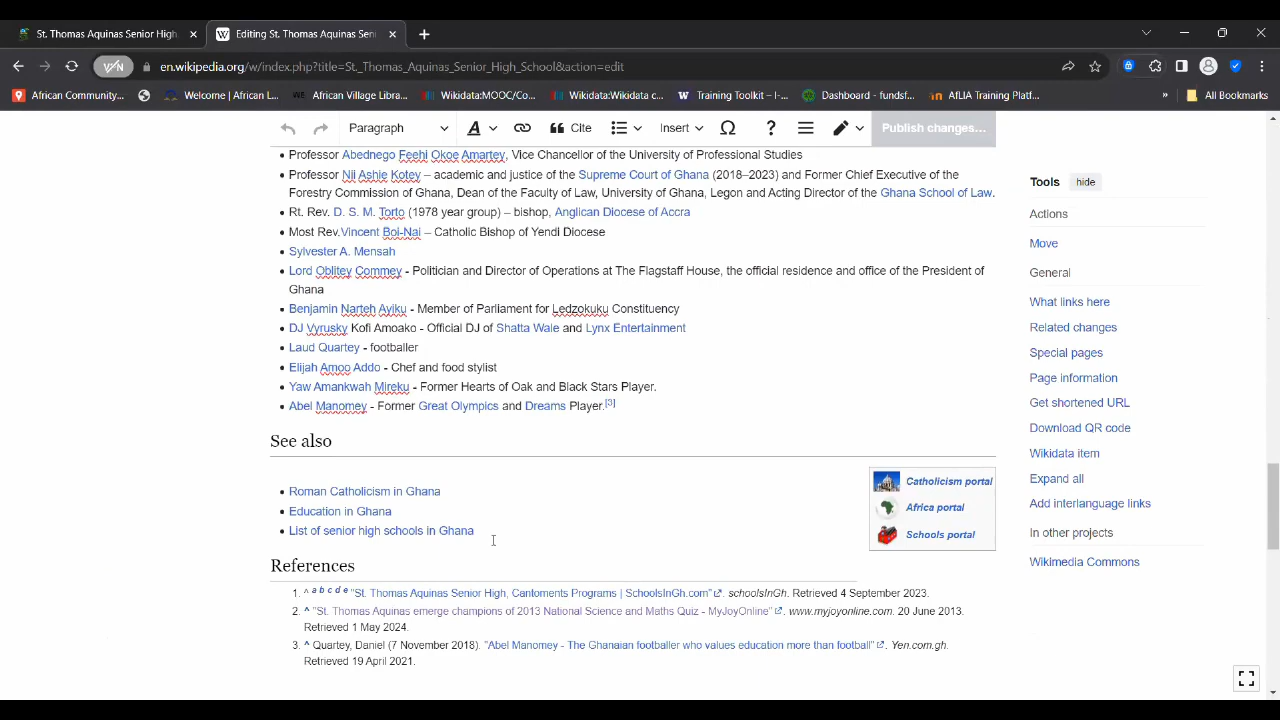 St. Thomas Aquinas Senior High
Editing St. Thomas Aquinas Seni
en.wikipedia.org/w/index.php?title=St._Thomas_Aquinas_Senior_High_School&action=edit
African Community...
Welcome | African L...
African Village Libra...
Wikidata:MOOC/Co...
Wikidata:Wikidata c...
Training Toolkit – I-...
Dashboard - fundsf...
AfLIA Training Platf...
»
All Bookmarks
Paragraph
A
Cite
Insert
Ω
?
Publish changes...
• Professor Abednego Feehi Okoe Amartey, Vice Chancellor of the University of Professional Studies
• Professor Nii Ashie Kotey – academic and justice of the Supreme Court of Ghana (2018–2023) and Former Chief Executive of the
Forestry Commission of Ghana, Dean of the Faculty of Law, University of Ghana, Legon and Acting Director of the Ghana School of Law.
• Rt. Rev. D. S. M. Torto (1978 year group) – bishop, Anglican Diocese of Accra
• Most Rev.Vincent Boi-Nai – Catholic Bishop of Yendi Diocese
• Sylvester A. Mensah
• Lord Oblitey Commey - Politician and Director of Operations at The Flagstaff House, the official residence and office of the President of
Ghana
• Benjamin Narteh Ayiku - Member of Parliament for Ledzokuku Constituency
• DJ Vyrusky Kofi Amoako - Official DJ of Shatta Wale and Lynx Entertainment
• Laud Quartey - footballer
• Elijah Amoo Addo - Chef and food stylist
• Yaw Amankwah Mireku - Former Hearts of Oak and Black Stars Player.
• Abel Manomey - Former Great Olympics and Dreams Player.[3]
See also
• Roman Catholicism in Ghana
• Education in Ghana
• List of senior high schools in Ghana
Catholicism portal
Africa portal
Schools portal
References
1. ^ a b c d e "St. Thomas Aquinas Senior High, Cantoments Programs | SchoolsInGh.com". schoolsInGh. Retrieved 4 September 2023.
2. ^ "St. Thomas Aquinas emerge champions of 2013 National Science and Maths Quiz - MyJoyOnline". www.myjoyonline.com. 20 June 2013.
Retrieved 1 May 2024.
3. ^ Quartey, Daniel (7 November 2018). "Abel Manomey - The Ghanaian footballer who values education more than football". Yen.com.gh.
Retrieved 19 April 2021.
Tools
hide
Actions
Move
General
What links here
Related changes
Special pages
Page information
Get shortened URL
Download QR code
Wikidata item
Expand all
Add interlanguage links
In other projects
Wikimedia Commons